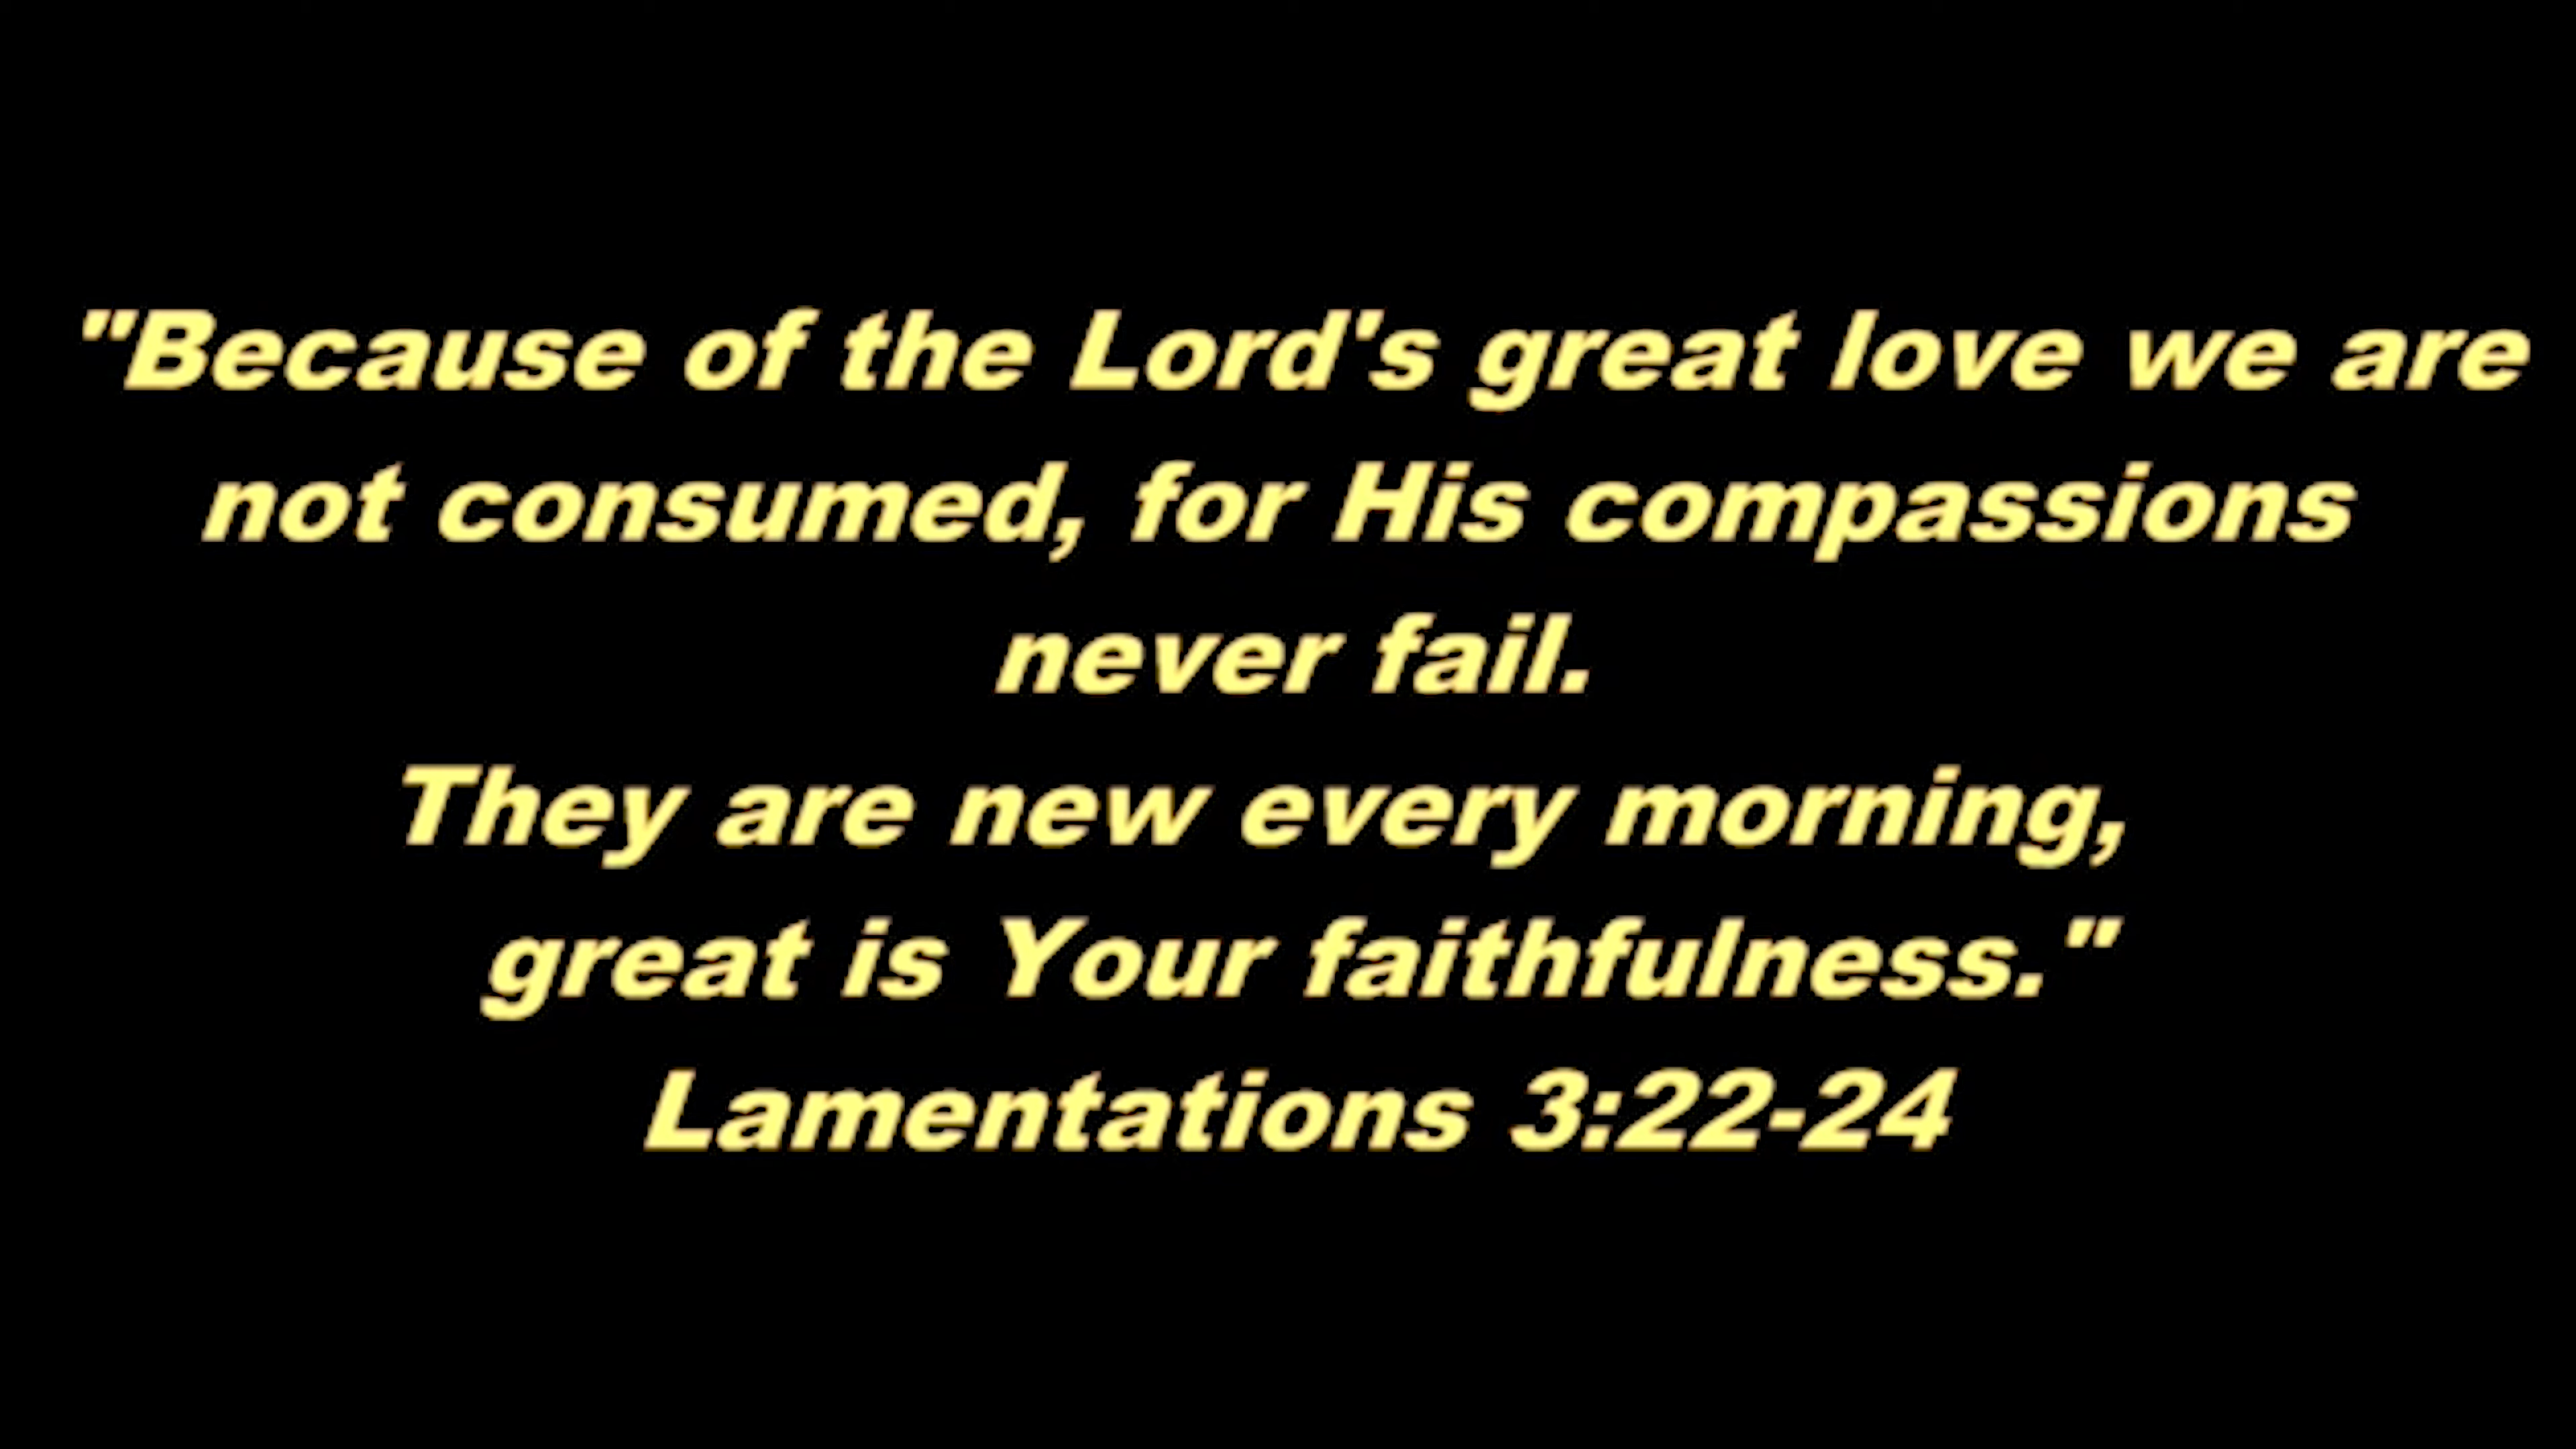 "Because of the Lord's great love we are
not consumed, for His compassions
never fail.
They are new every morning,
great is Your faithfulness."
Lamentations 3:22-24